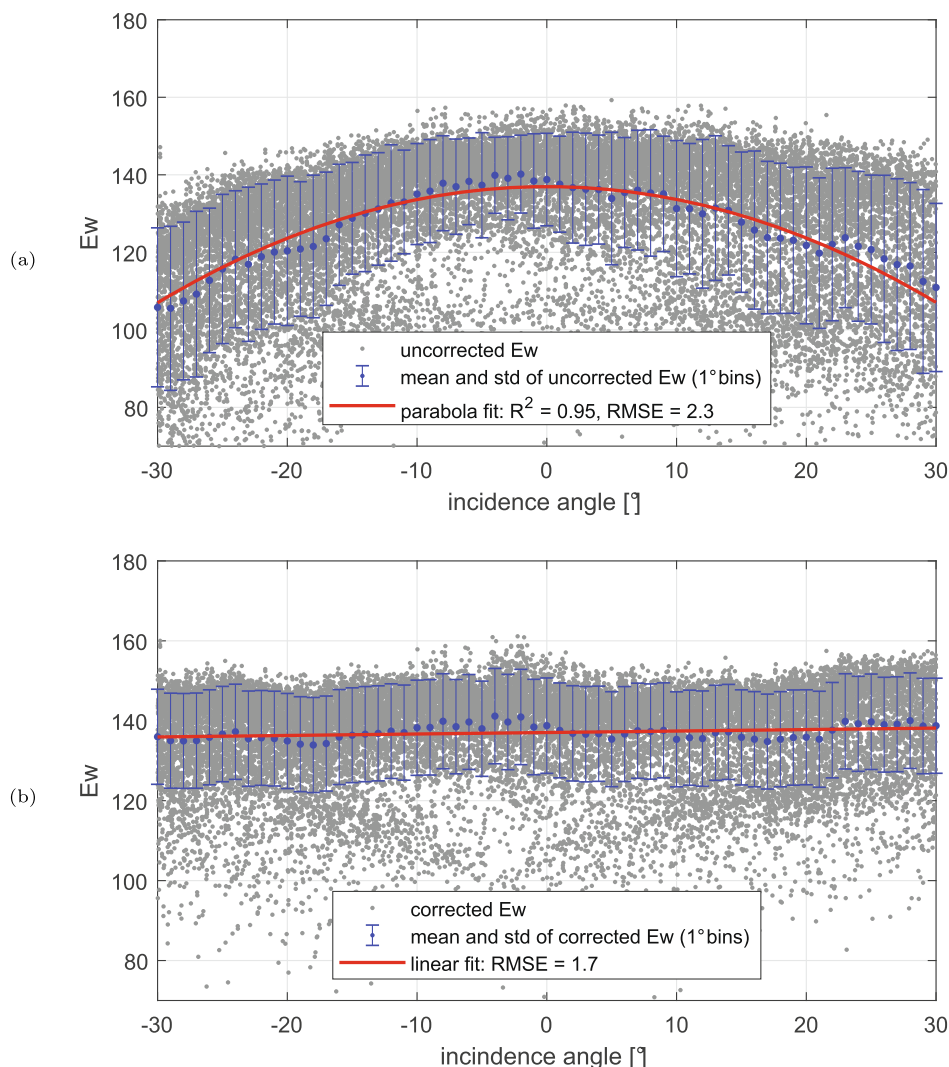 (a)
Ew
180
160
140
120
100
80
uncorrected Ew
mean and std of uncorrected Ew (1° bins)
parabola fit: R² = 0.95, RMSE = 2.3
-30 -20 -10 0 10 20 30
incidence angle [°]
(b)
Ew
180
160
140
120
100
80
corrected Ew
mean and std of corrected Ew (1° bins)
linear fit: RMSE = 1.7
-30 -20 -10 0 10 20 30
incindence angle [°]